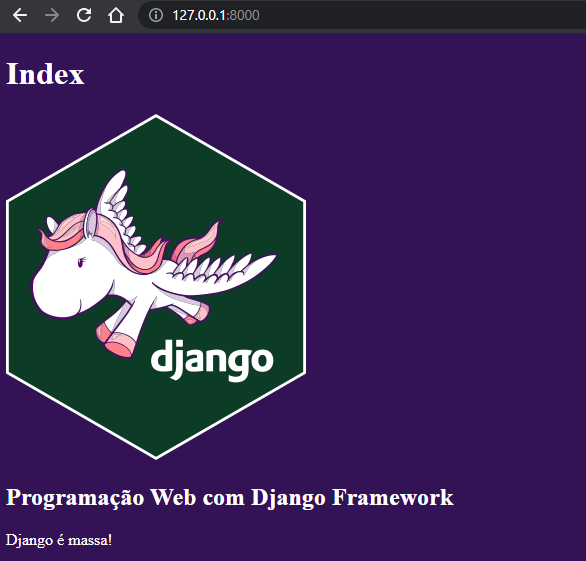 127.0.0.1:8000
Index
django
Programação Web com Django Framework
Django é massa!